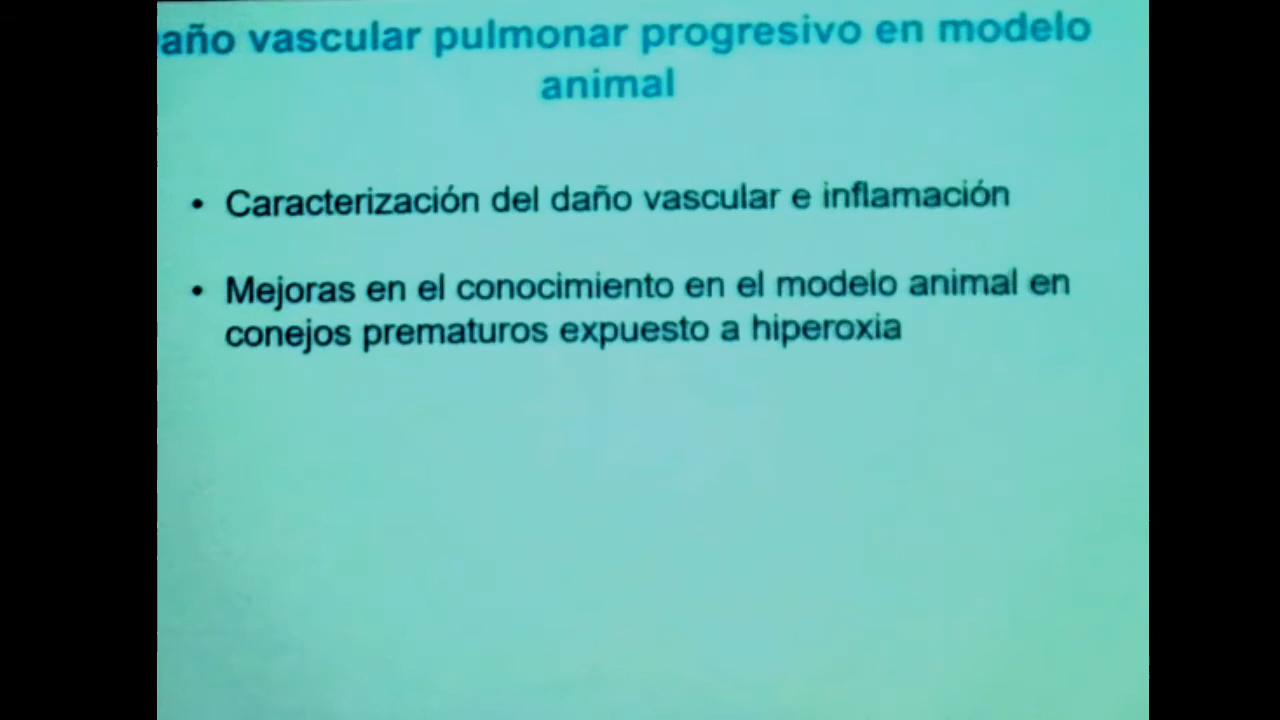 año vascular pulmonar progresivo en modelo
animal
• Caracterización del daño vascular e inflamación
• Mejoras en el conocimiento en el modelo animal en
conejos prematuros expuesto a hiperoxia